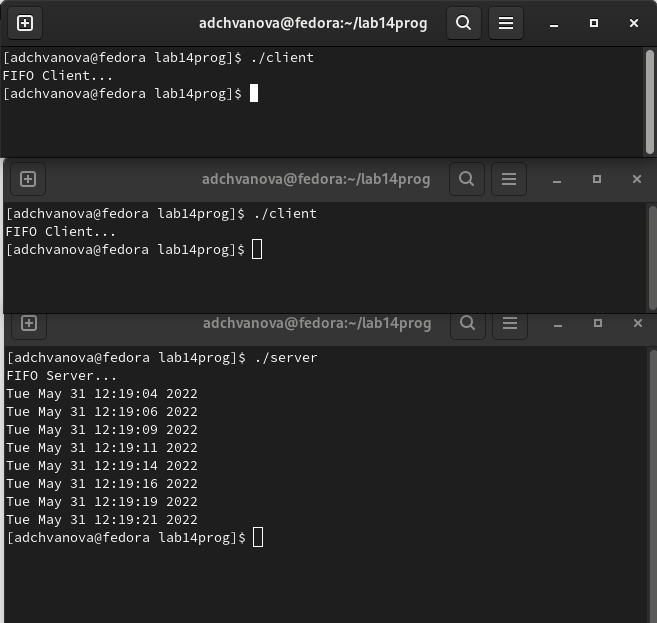 adchvanova@fedora:~/lab14prog
[adchvanova@fedora lab14prog]$ ./client
FIFO Client...
[adchvanova@fedora lab14prog]$
adchvanova@fedora:~/lab14prog
[adchvanova@fedora lab14prog]$ ./client
FIFO Client...
[adchvanova@fedora lab14prog]$
adchvanova@fedora:~/lab14prog
[adchvanova@fedora lab14prog]$ ./server
FIFO Server...
Tue May 31 12:19:04 2022
Tue May 31 12:19:06 2022
Tue May 31 12:19:09 2022
Tue May 31 12:19:11 2022
Tue May 31 12:19:14 2022
Tue May 31 12:19:16 2022
Tue May 31 12:19:19 2022
Tue May 31 12:19:21 2022
[adchvanova@fedora lab14prog]$